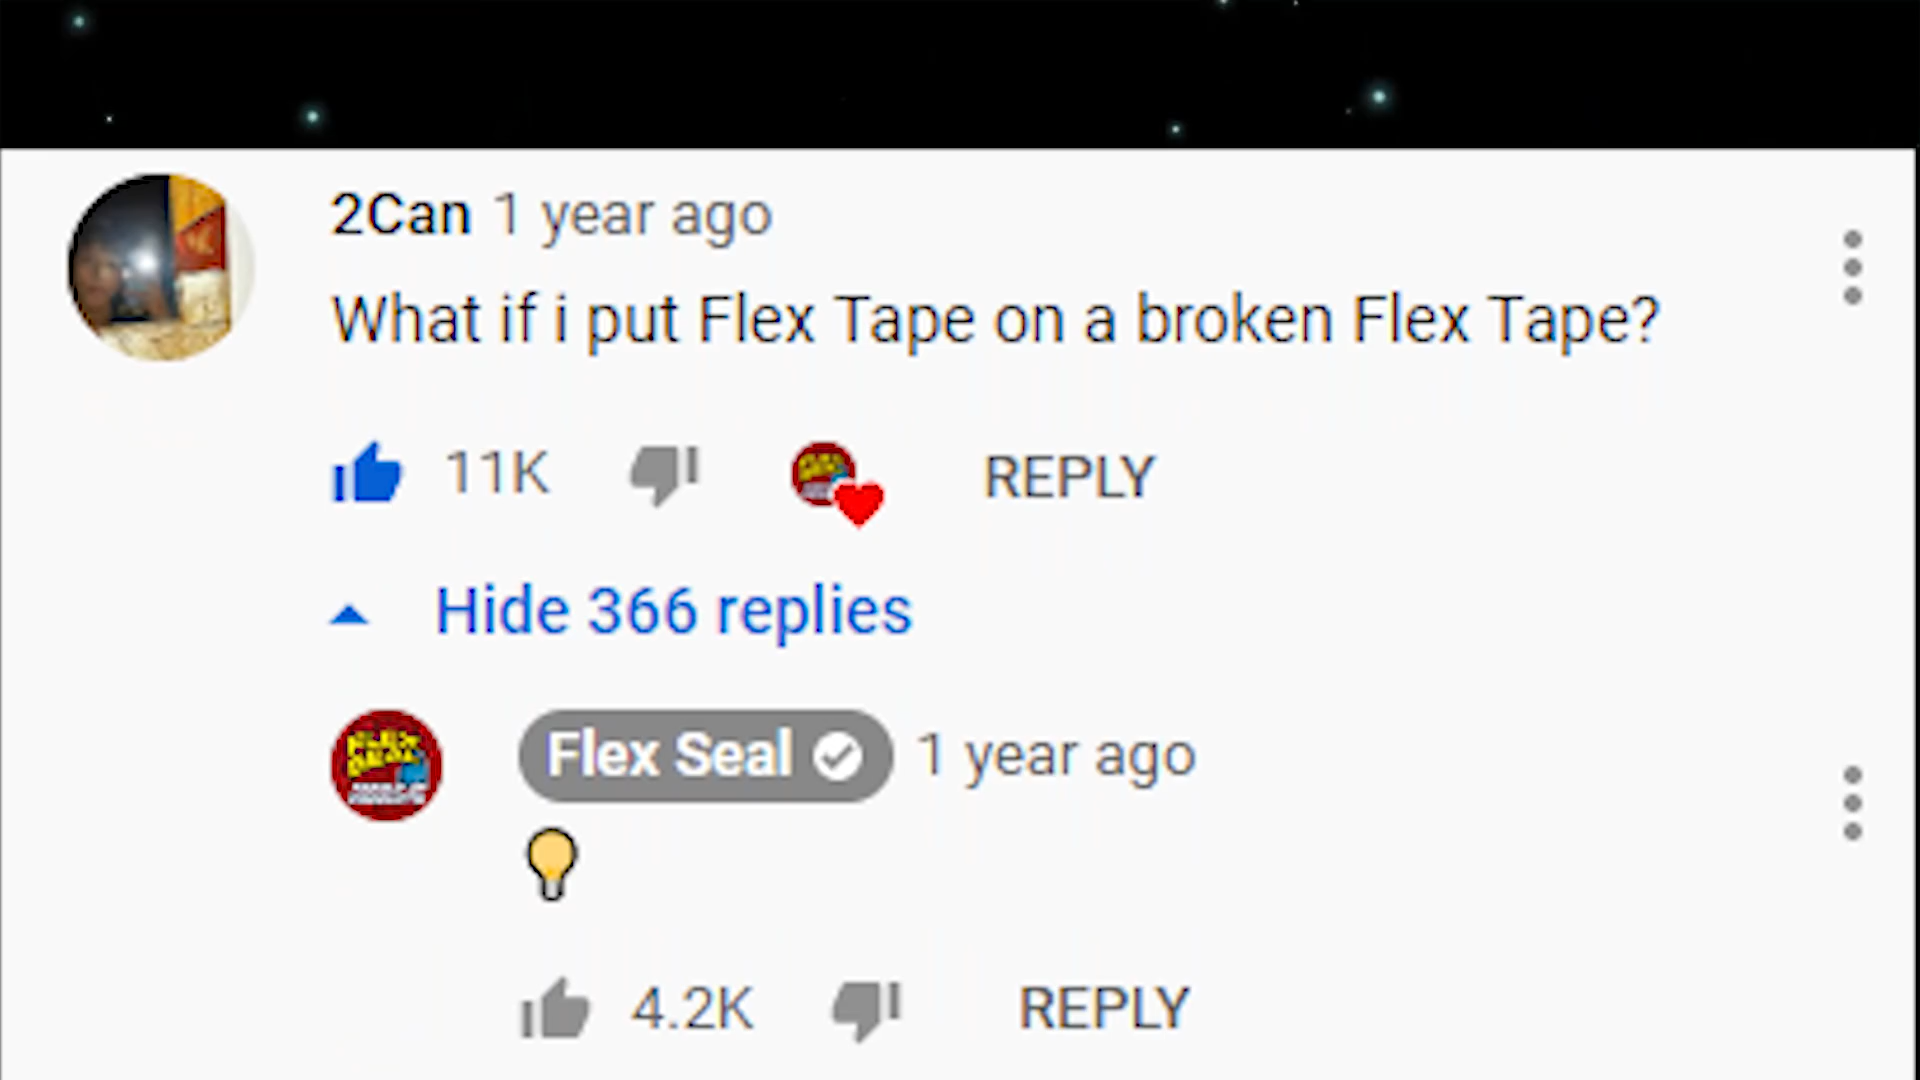 2Can 1 year ago
What if i put Flex Tape on a broken Flex Tape?
11K REPLY
Hide 366 replies
Flex Seal 1 year ago
💡
4.2K REPLY